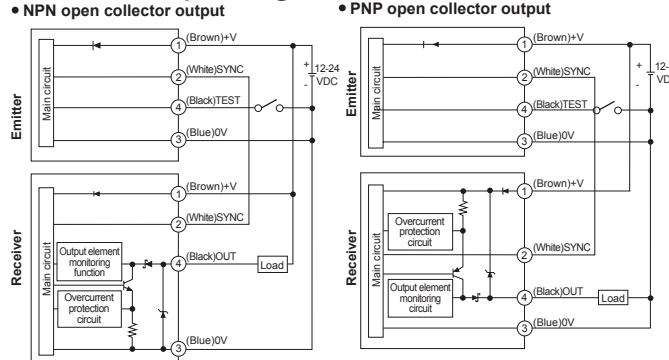 • NPN open collector output
Emitter
Main circuit
1 (Brown)+V
2 (White)SYNC
4 (Black)TEST
3 (Blue)0V
+
-
12-24
VDC
Receiver
Main circuit
1 (Brown)+V
2 (White)SYNC
Output element
monitoring
function
4 (Black)OUT
Load
Overcurrent
protection
circuit
3 (Blue)0V
• PNP open collector output
Emitter
Main circuit
1 (Brown)+V
2 (White)SYNC
4 (Black)TEST
3 (Blue)0V
+
-
12-
VD
Receiver
Main circuit
1 (Brown)+V
Overcurrent
protection
circuit
2 (White)SYNC
Output element
monitoring
circuit
4 (Black)OUT
Load
3 (Blue)0V